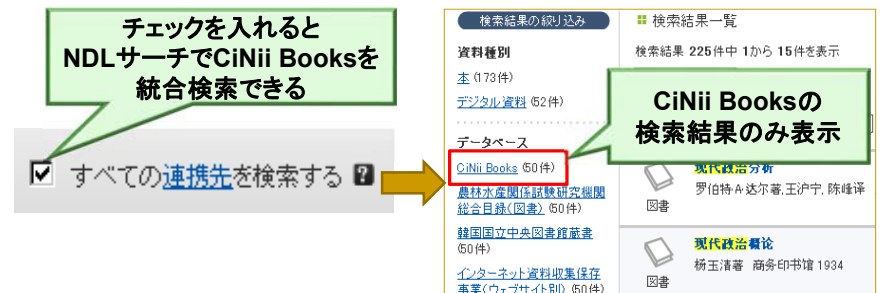 チェックを入れると
NDLサーチでCiNii Booksを
統合検索できる
すべての連携先を検索する ?
検索結果の絞り込み
資料種別
本 (173件)
デジタル資料 (52件)
データベース
CiNii Books (50件)
農林水産関係試験研究機関
総合目録(図書) (50件)
韓国国立中央図書館蔵書
(50件)
インターネット資料収集保存
事業(ウェブサイト別) (50件)
検索結果一覧
検索結果 225件中 1から 15件を表示
CiNii Booksの
検索結果のみ表示
现代政治分析
罗伯特·A·达尔著,王沪宁, 陈峰译
図書
现代政治概论
杨玉清著 商务印书馆 1934
図書